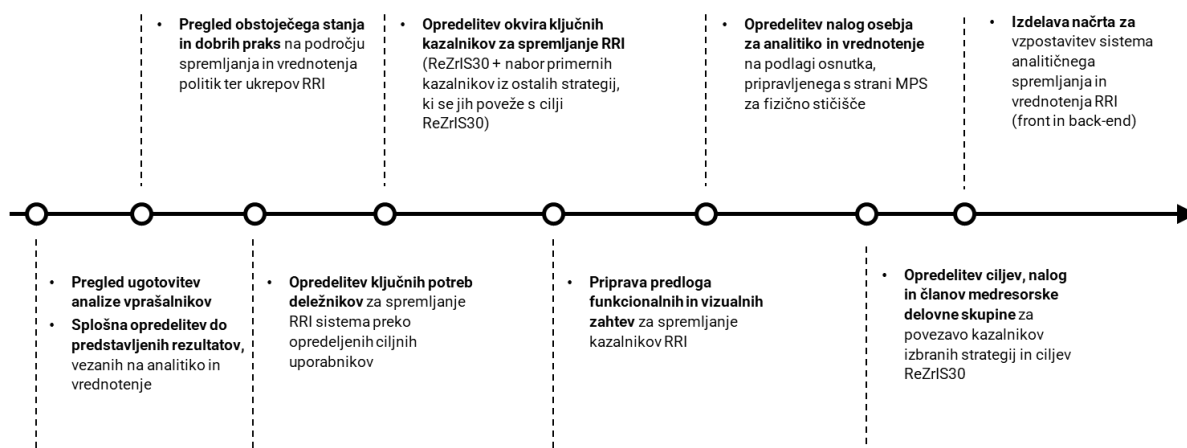 • Pregled obstoječega stanja
in dobrih praks na področju
spremljanja in vrednotenja
politik ter ukrepov RRI
• Opredelitev okvira ključnih
kazalnikov za spremljanje RRI
(ReZrIS30 + nabor primernih
kazalnikov iz ostalih strategij,
ki se jih poveže s cilji
ReZrIS30)
• Opredelitev nalog osebja
za analitiko in vrednotenje
na podlagi osnutka,
pripravljenega s strani MPS
za fizično stičišče
• Izdelava načrta za
vzpostavitev sistema
analitičnega
spremljanja in
vrednotenja RRI
(front in back-end)
• Pregled ugotovitev
analize vprašalnikov
• Splošna opredelitev do
predstavljenih rezultatov,
vezanih na analitiko in
vrednotenje
• Opredelitev ključnih potreb
deležnikov za spremljanje
RRI sistema preko
opredeljenih ciljnih
uporabnikov
• Priprava predloga
funkcionalnih in vizualnih
zahtev za spremljanje
kazalnikov RRI
• Opredelitev ciljev, nalog
in članov medresorske
delovne skupine za
povezavo kazalnikov
izbranih strategij in ciljev
ReZrIS30